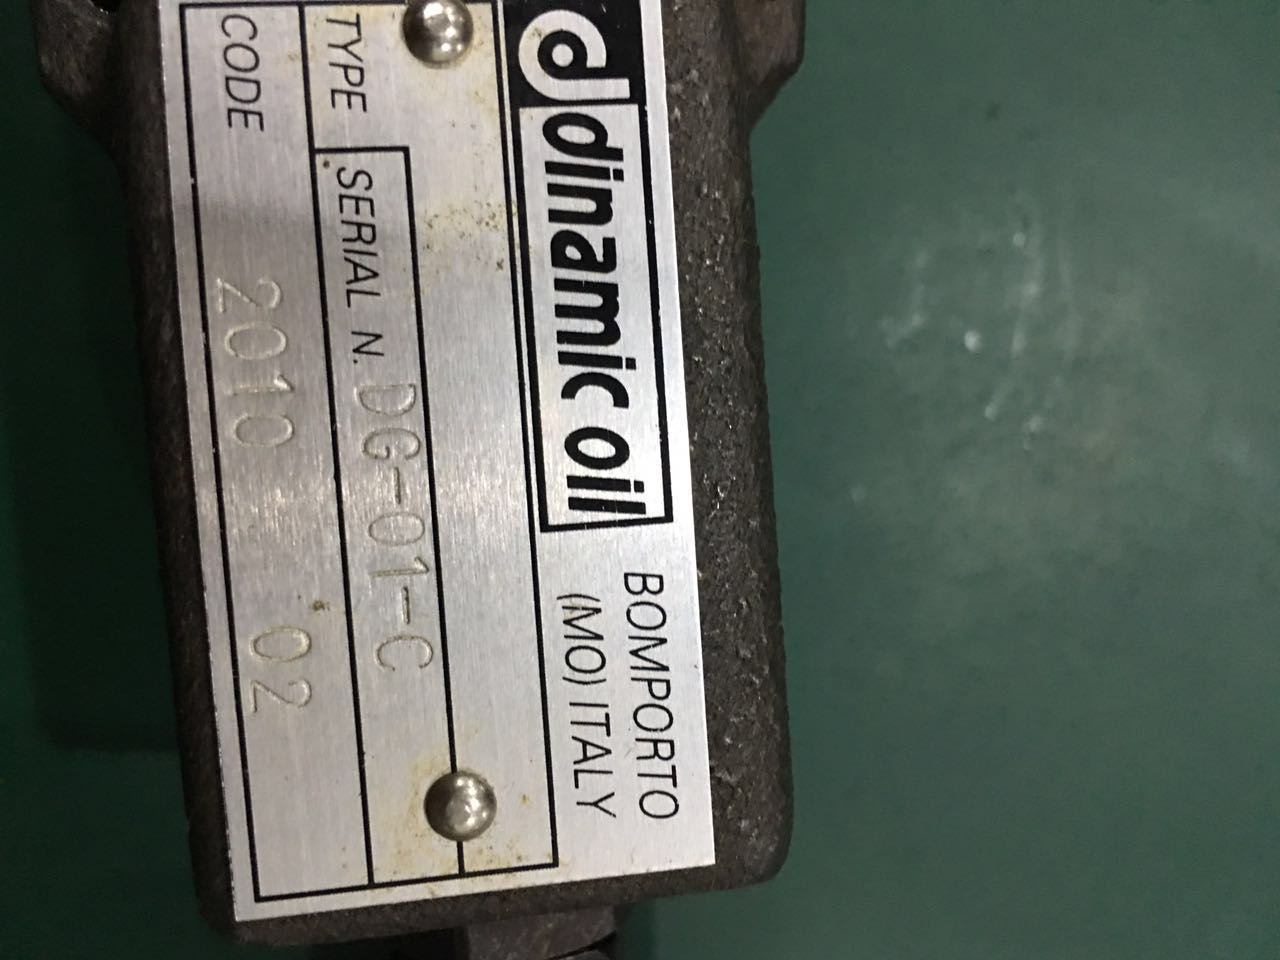 dinamic oil
BOMPORTO
(MO) ITALY
SERIAL N.
TYPE DG-01-C
CODE 2010 02